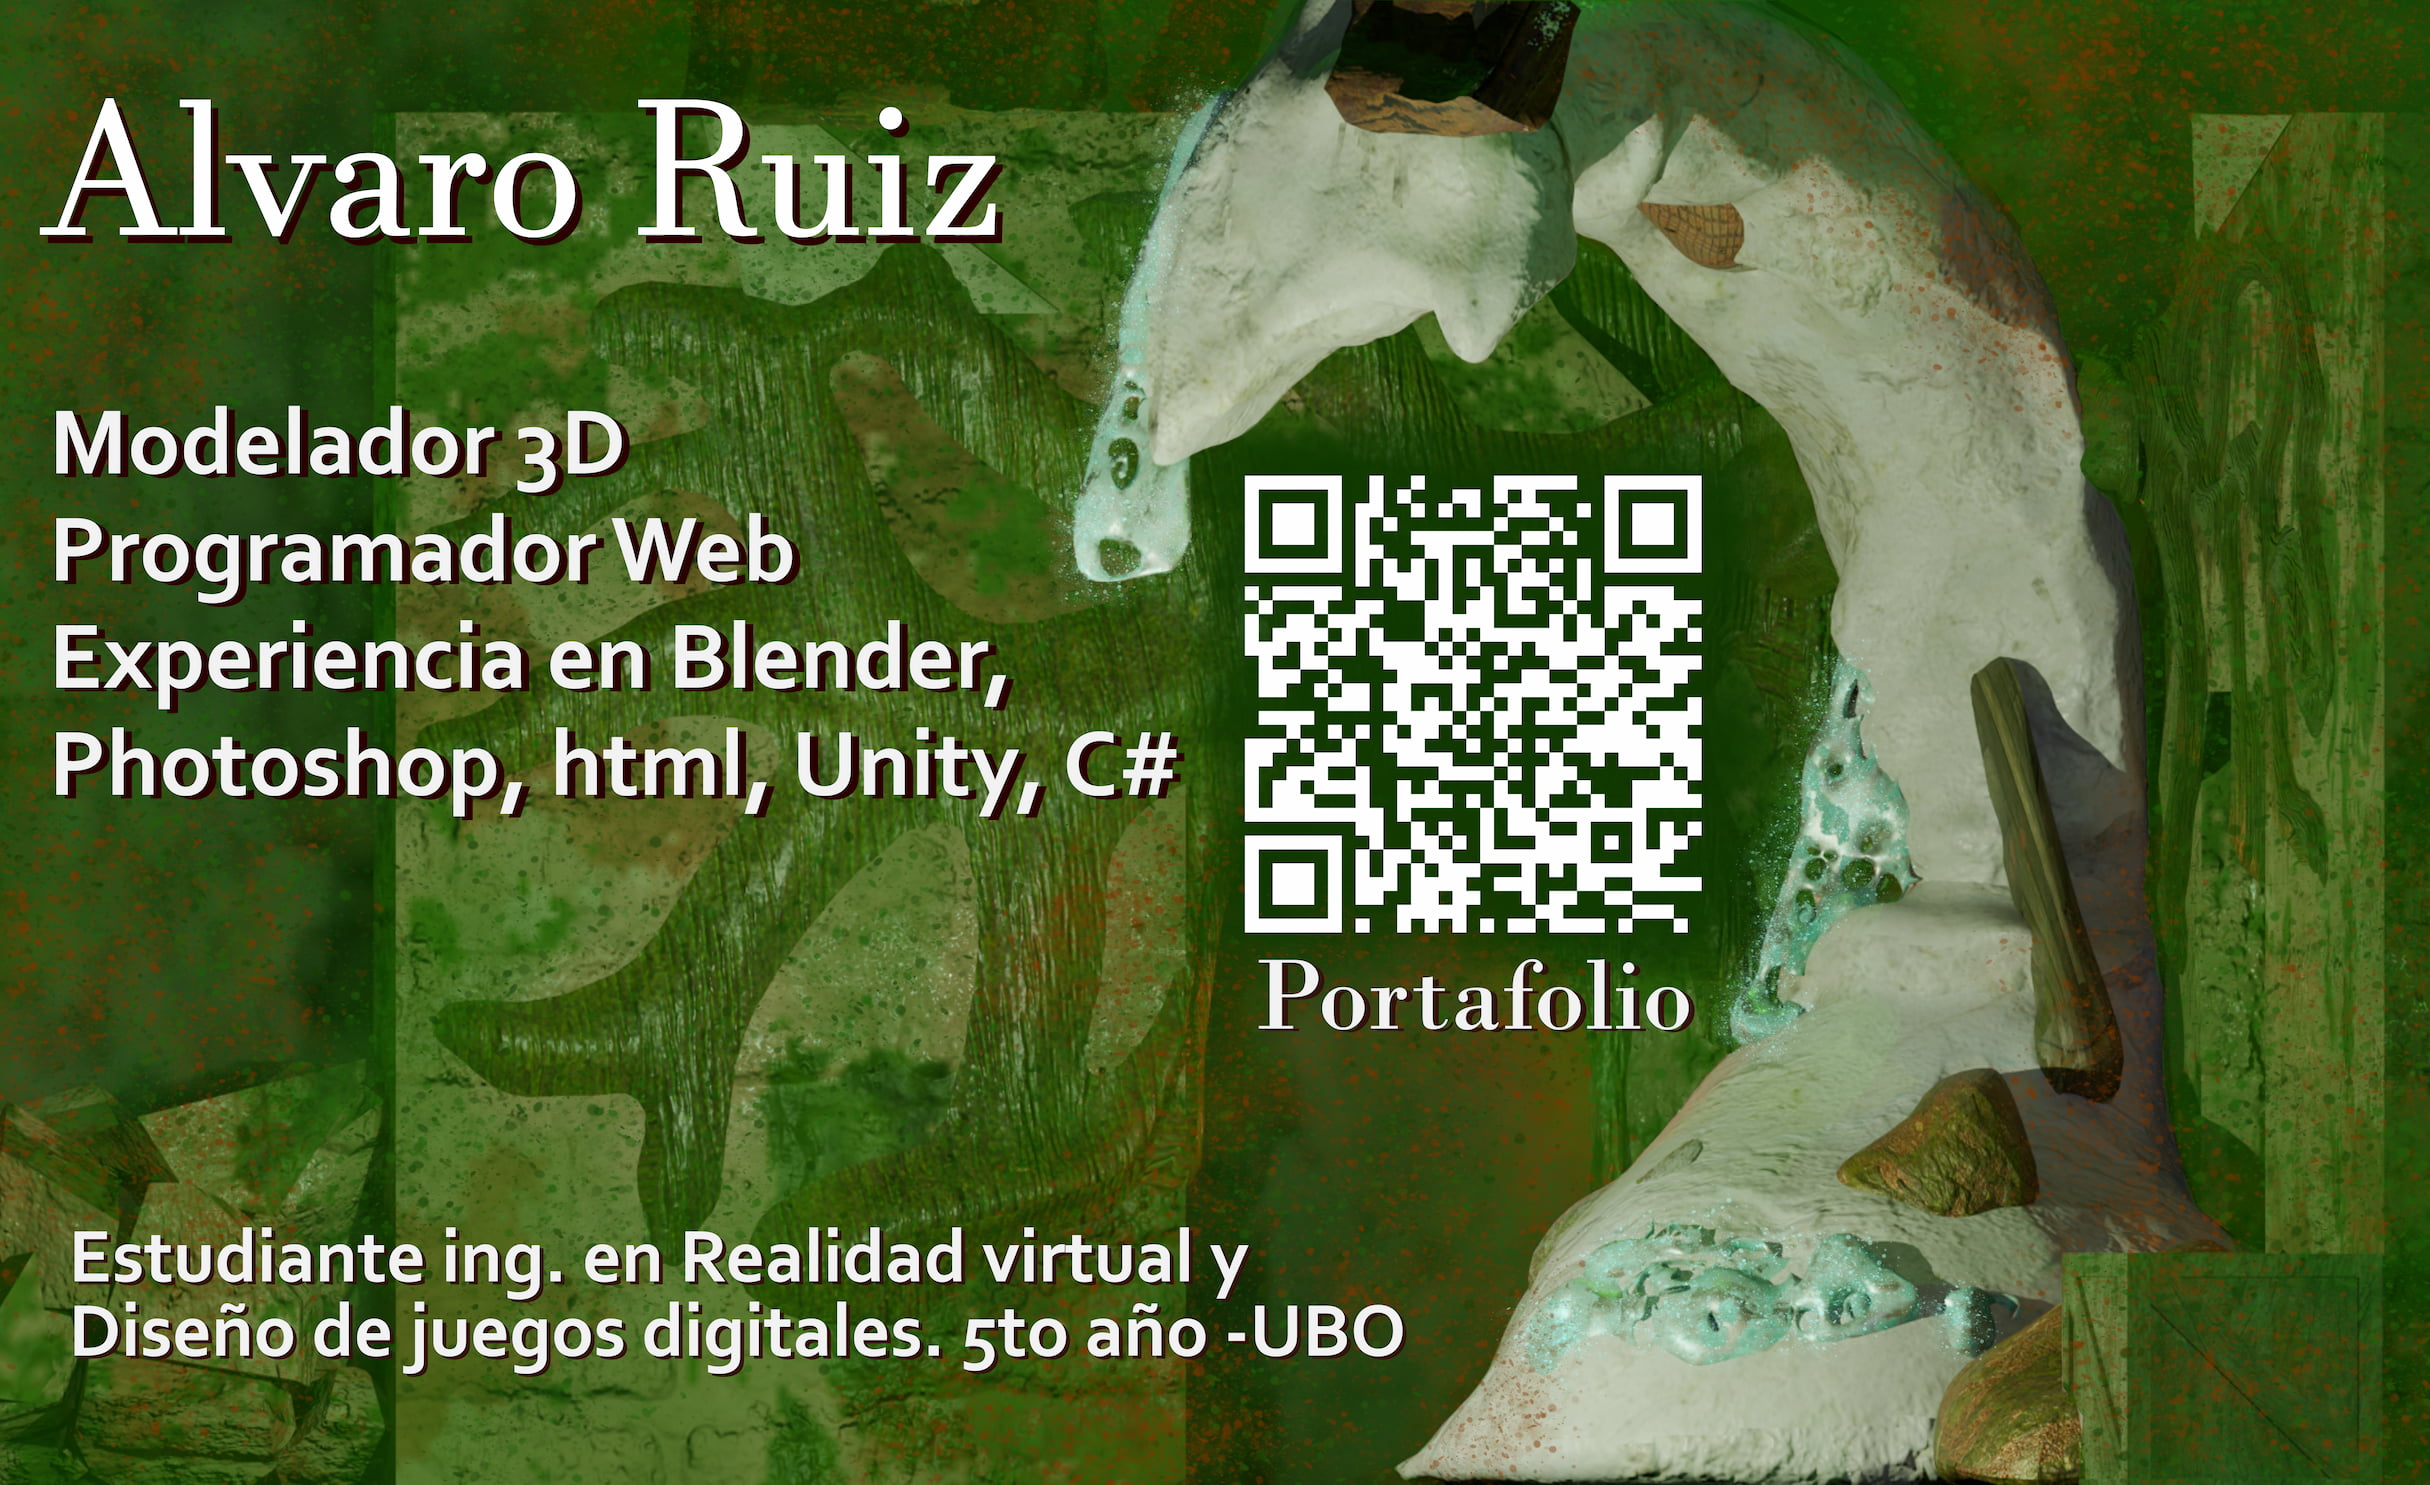 Alvaro Ruiz
Modelador 3D
Programador Web
Experiencia en Blender,
Photoshop, html, Unity, C#
Portafolio
Estudiante ing. en Realidad virtual y
Diseño de juegos digitales. 5to año -UBO